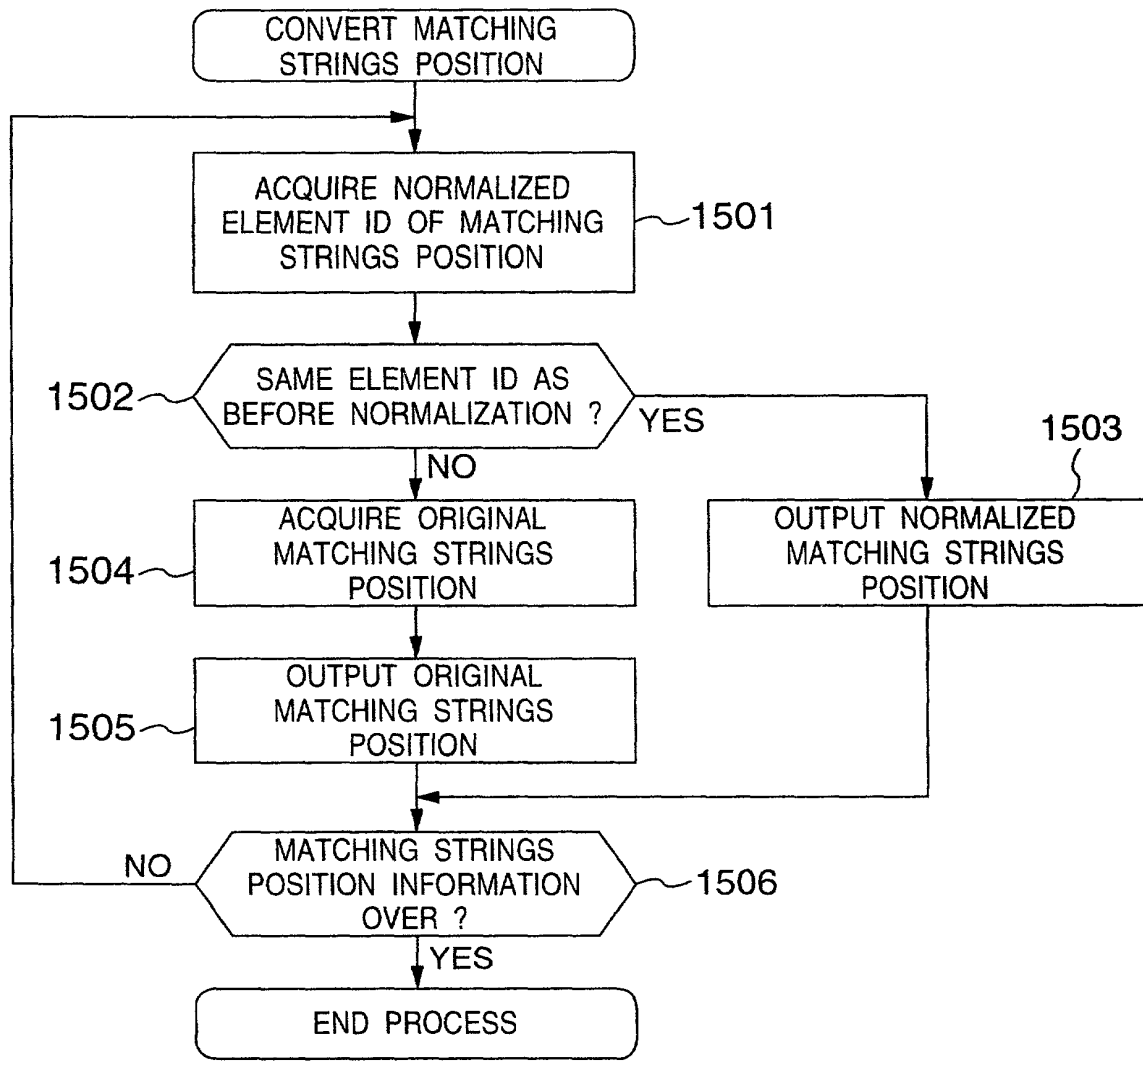 CONVERT MATCHING
STRINGS POSITION
ACQUIRE NORMALIZED
ELEMENT ID OF MATCHING
STRINGS POSITION
1501
1502
SAME ELEMENT ID AS
BEFORE NORMALIZATION ?
YES
NO
1503
OUTPUT NORMALIZED
MATCHING STRINGS
POSITION
1504
ACQUIRE ORIGINAL
MATCHING STRINGS
POSITION
1505
OUTPUT ORIGINAL
MATCHING STRINGS
POSITION
NO
MATCHING STRINGS
POSITION INFORMATION
OVER ?
1506
YES
END PROCESS